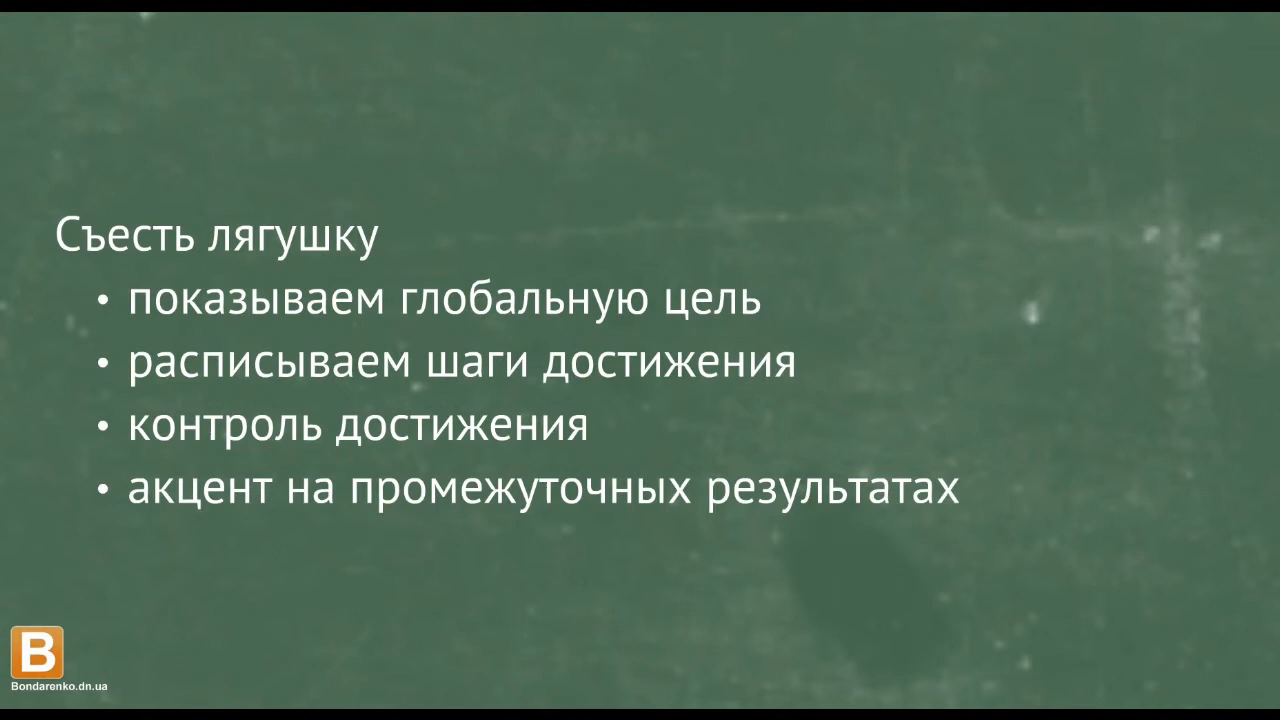 Съесть лягушку
• показываем глобальную цель
• расписываем шаги достижения
• контроль достижения
• акцент на промежуточных результатах
B
Bondarenko.dn.ua